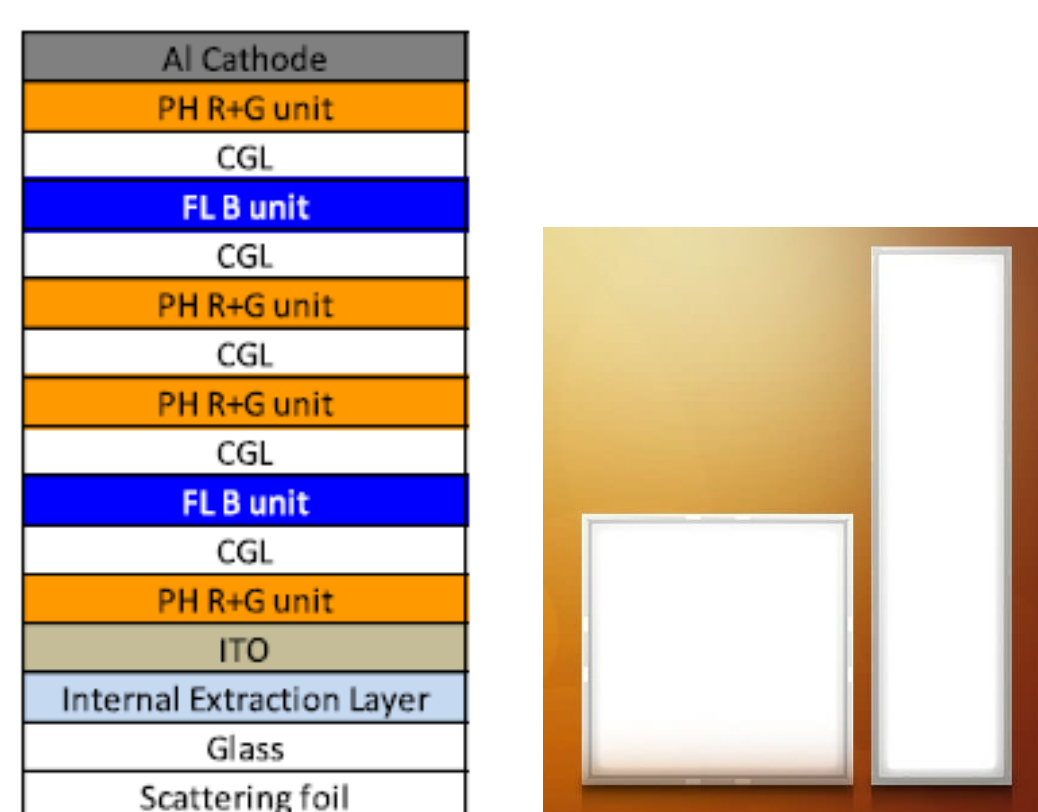 Al Cathode
PH R+G unit
CGL
FL B unit
CGL
PH R+G unit
CGL
PH R+G unit
CGL
FL B unit
CGL
PH R+G unit
ITO
Internal Extraction Layer
Glass
Scattering foil